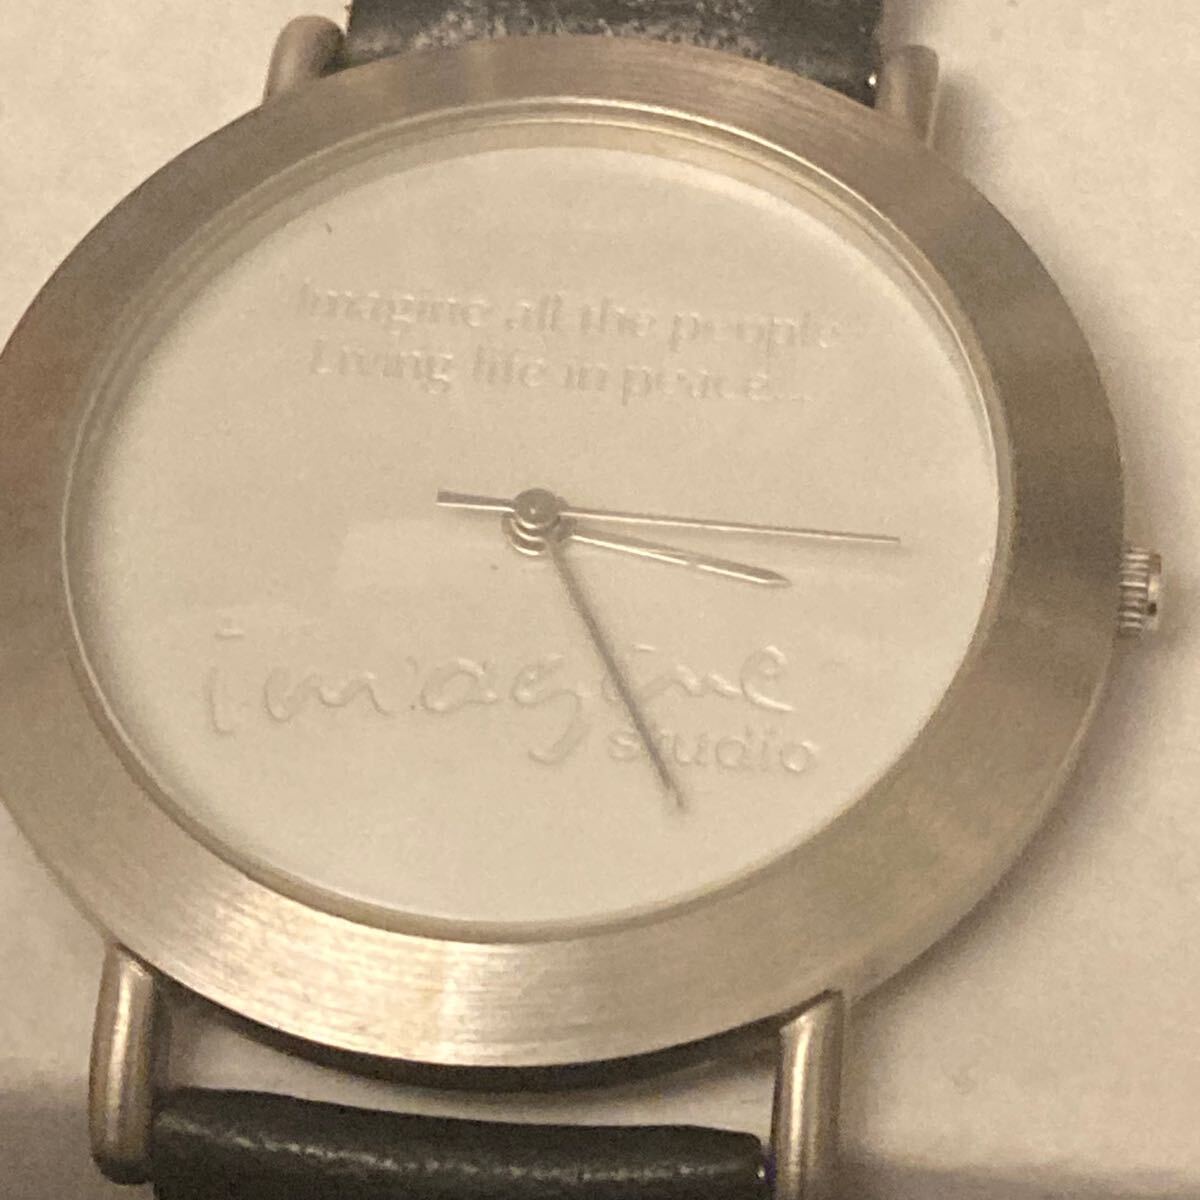 Imagine all the people
Living life in peace...
imagine
studio